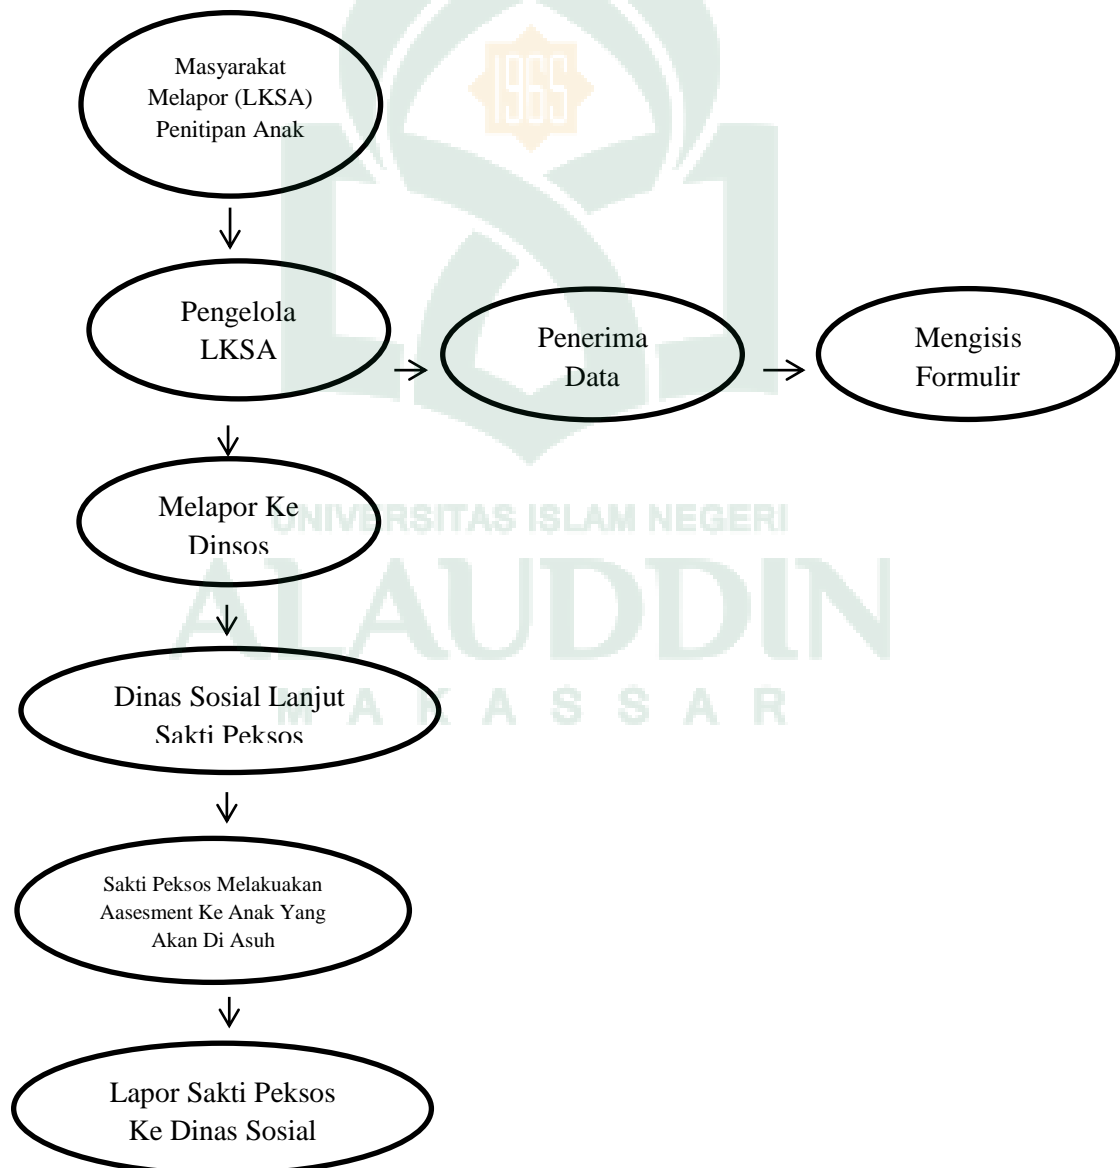 Masyarakat
Melapor (LKSA)
Penitipan Anak
1965
Pengelola
LKSA
Penerima
Data
Mengisis
Formulir
Melapor Ke
Dinsos
UNIVERSITAS ISLAM NEGERI
ALAUDDIN
MAKASSAR
Dinas Sosial Lanjut
Sakti Peksos
Sakti Peksos Melakuakan
Aasesment Ke Anak Yang
Akan Di Asuh
Lapor Sakti Peksos
Ke Dinas Sosial